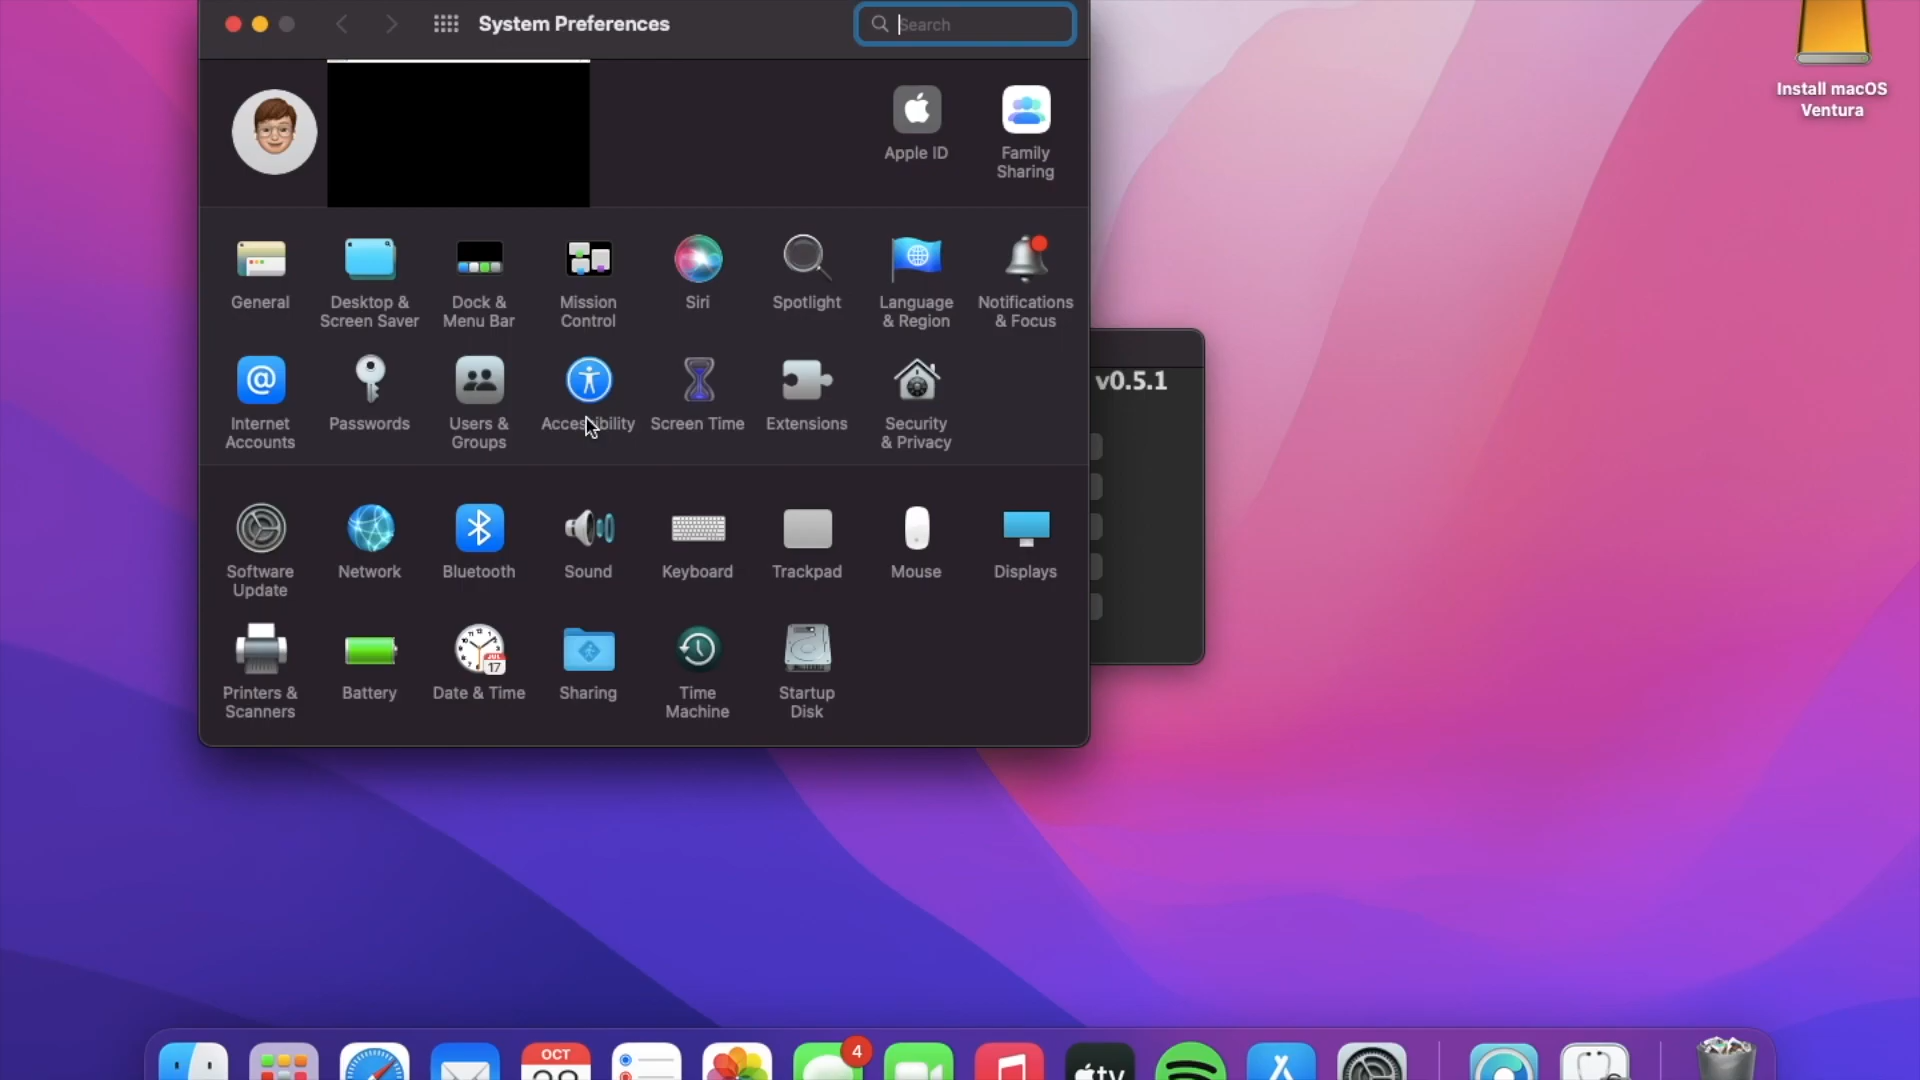 System Preferences
Search
Install macOS
Ventura
Apple ID
Family
Sharing
General
Desktop &
Screen Saver
Dock &
Menu Bar
Mission
Control
Siri
Spotlight
Language
& Region
Notifications
& Focus
v0.5.1
@
Internet
Accounts
Passwords
Users &
Groups
Accessibility
Screen Time
Extensions
Security
& Privacy
Software
Update
Network
Bluetooth
Sound
Keyboard
Trackpad
Mouse
Displays
JUL
17
Printers &
Scanners
Battery
Date & Time
Sharing
Time
Machine
Startup
Disk
OCT
4
tv